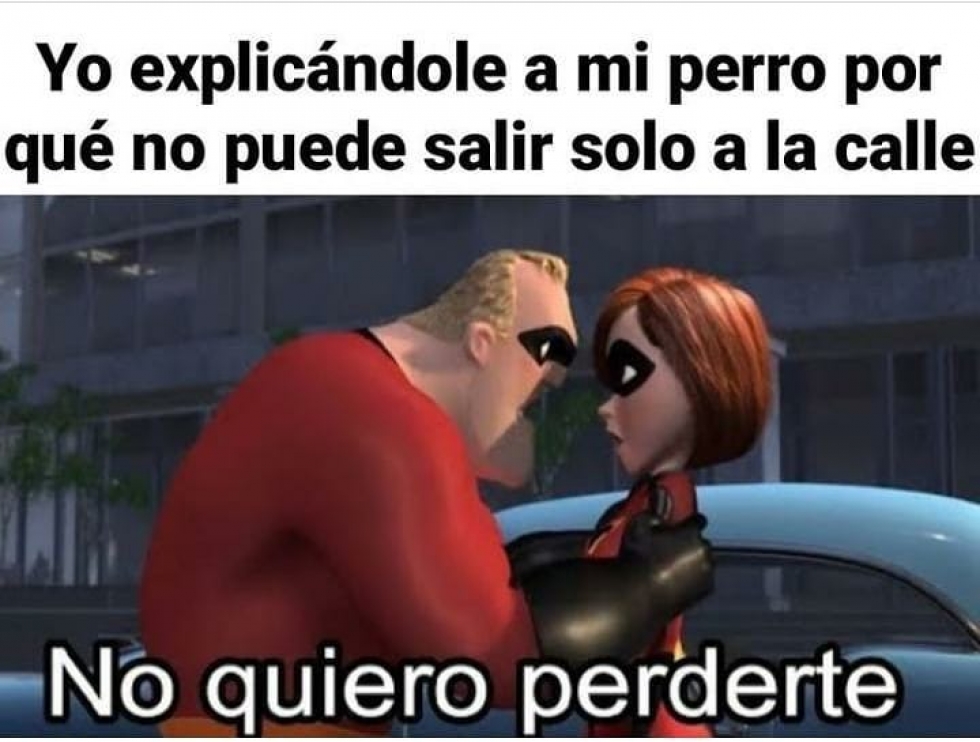 Yo explicándole a mi perro por
qué no puede salir solo a la calle
No quiero perderte